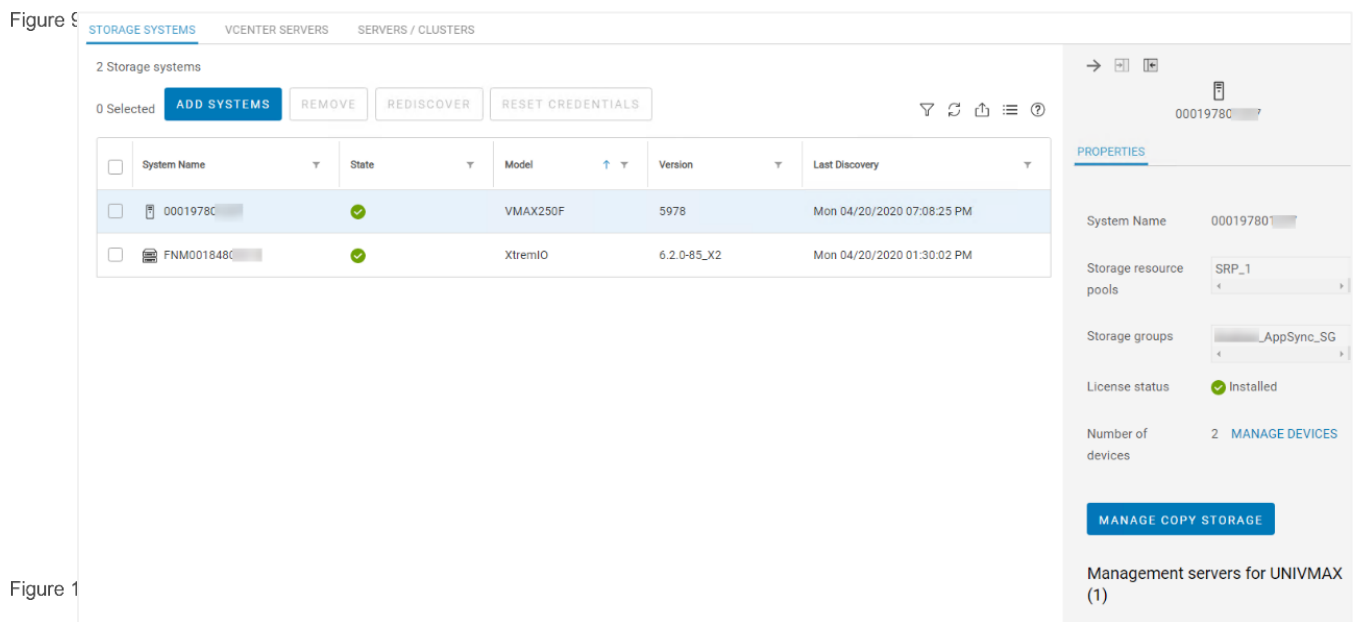 Figure 9
STORAGE SYSTEMS VCENTER SERVERS SERVERS / CLUSTERS
2 Storage systems
0 Selected ADD SYSTEMS REMOVE REDISCOVER RESET CREDENTIALS
System Name State Model Version Last Discovery
00019780 VMAX250F 5978 Mon 04/20/2020 07:08:25 PM
FNM0018480 XtremIO 6.2.0-85_X2 Mon 04/20/2020 01:30:02 PM
00019780
PROPERTIES
System Name 000197801
Storage resource
pools
SRP_1
Storage groups _AppSync_SG
License status Installed
Number of
devices
2 MANAGE DEVICES
MANAGE COPY STORAGE
Management servers for UNIVMAX
(1)
Figure 1